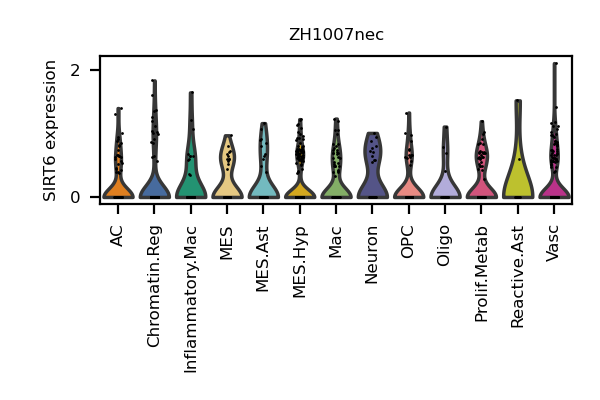 ZH1007nec
SIRT6 expression
2
0
AC
Chromatin.Reg
Inflammatory.Mac
MES
MES.Ast
MES.Hyp
Mac
Neuron
OPC
Oligo
Prolif.Metab
Reactive.Ast
Vasc